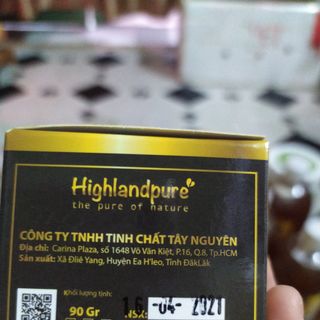 Highlandpure
the pure of nature
CÔNG TY TNHH TINH CHẤT TÂY NGUYÊN
Địa chỉ: Carina Plaza, số 1648 Võ Văn Kiệt, P.16, Q.8, Tp.HCM
Sản xuất: Xã Đliê Yang, Huyện Ea H'leo, Tỉnh ĐăkLăk
Khối lượng tịnh:
90 Gr NSX: 16 -04- 2021